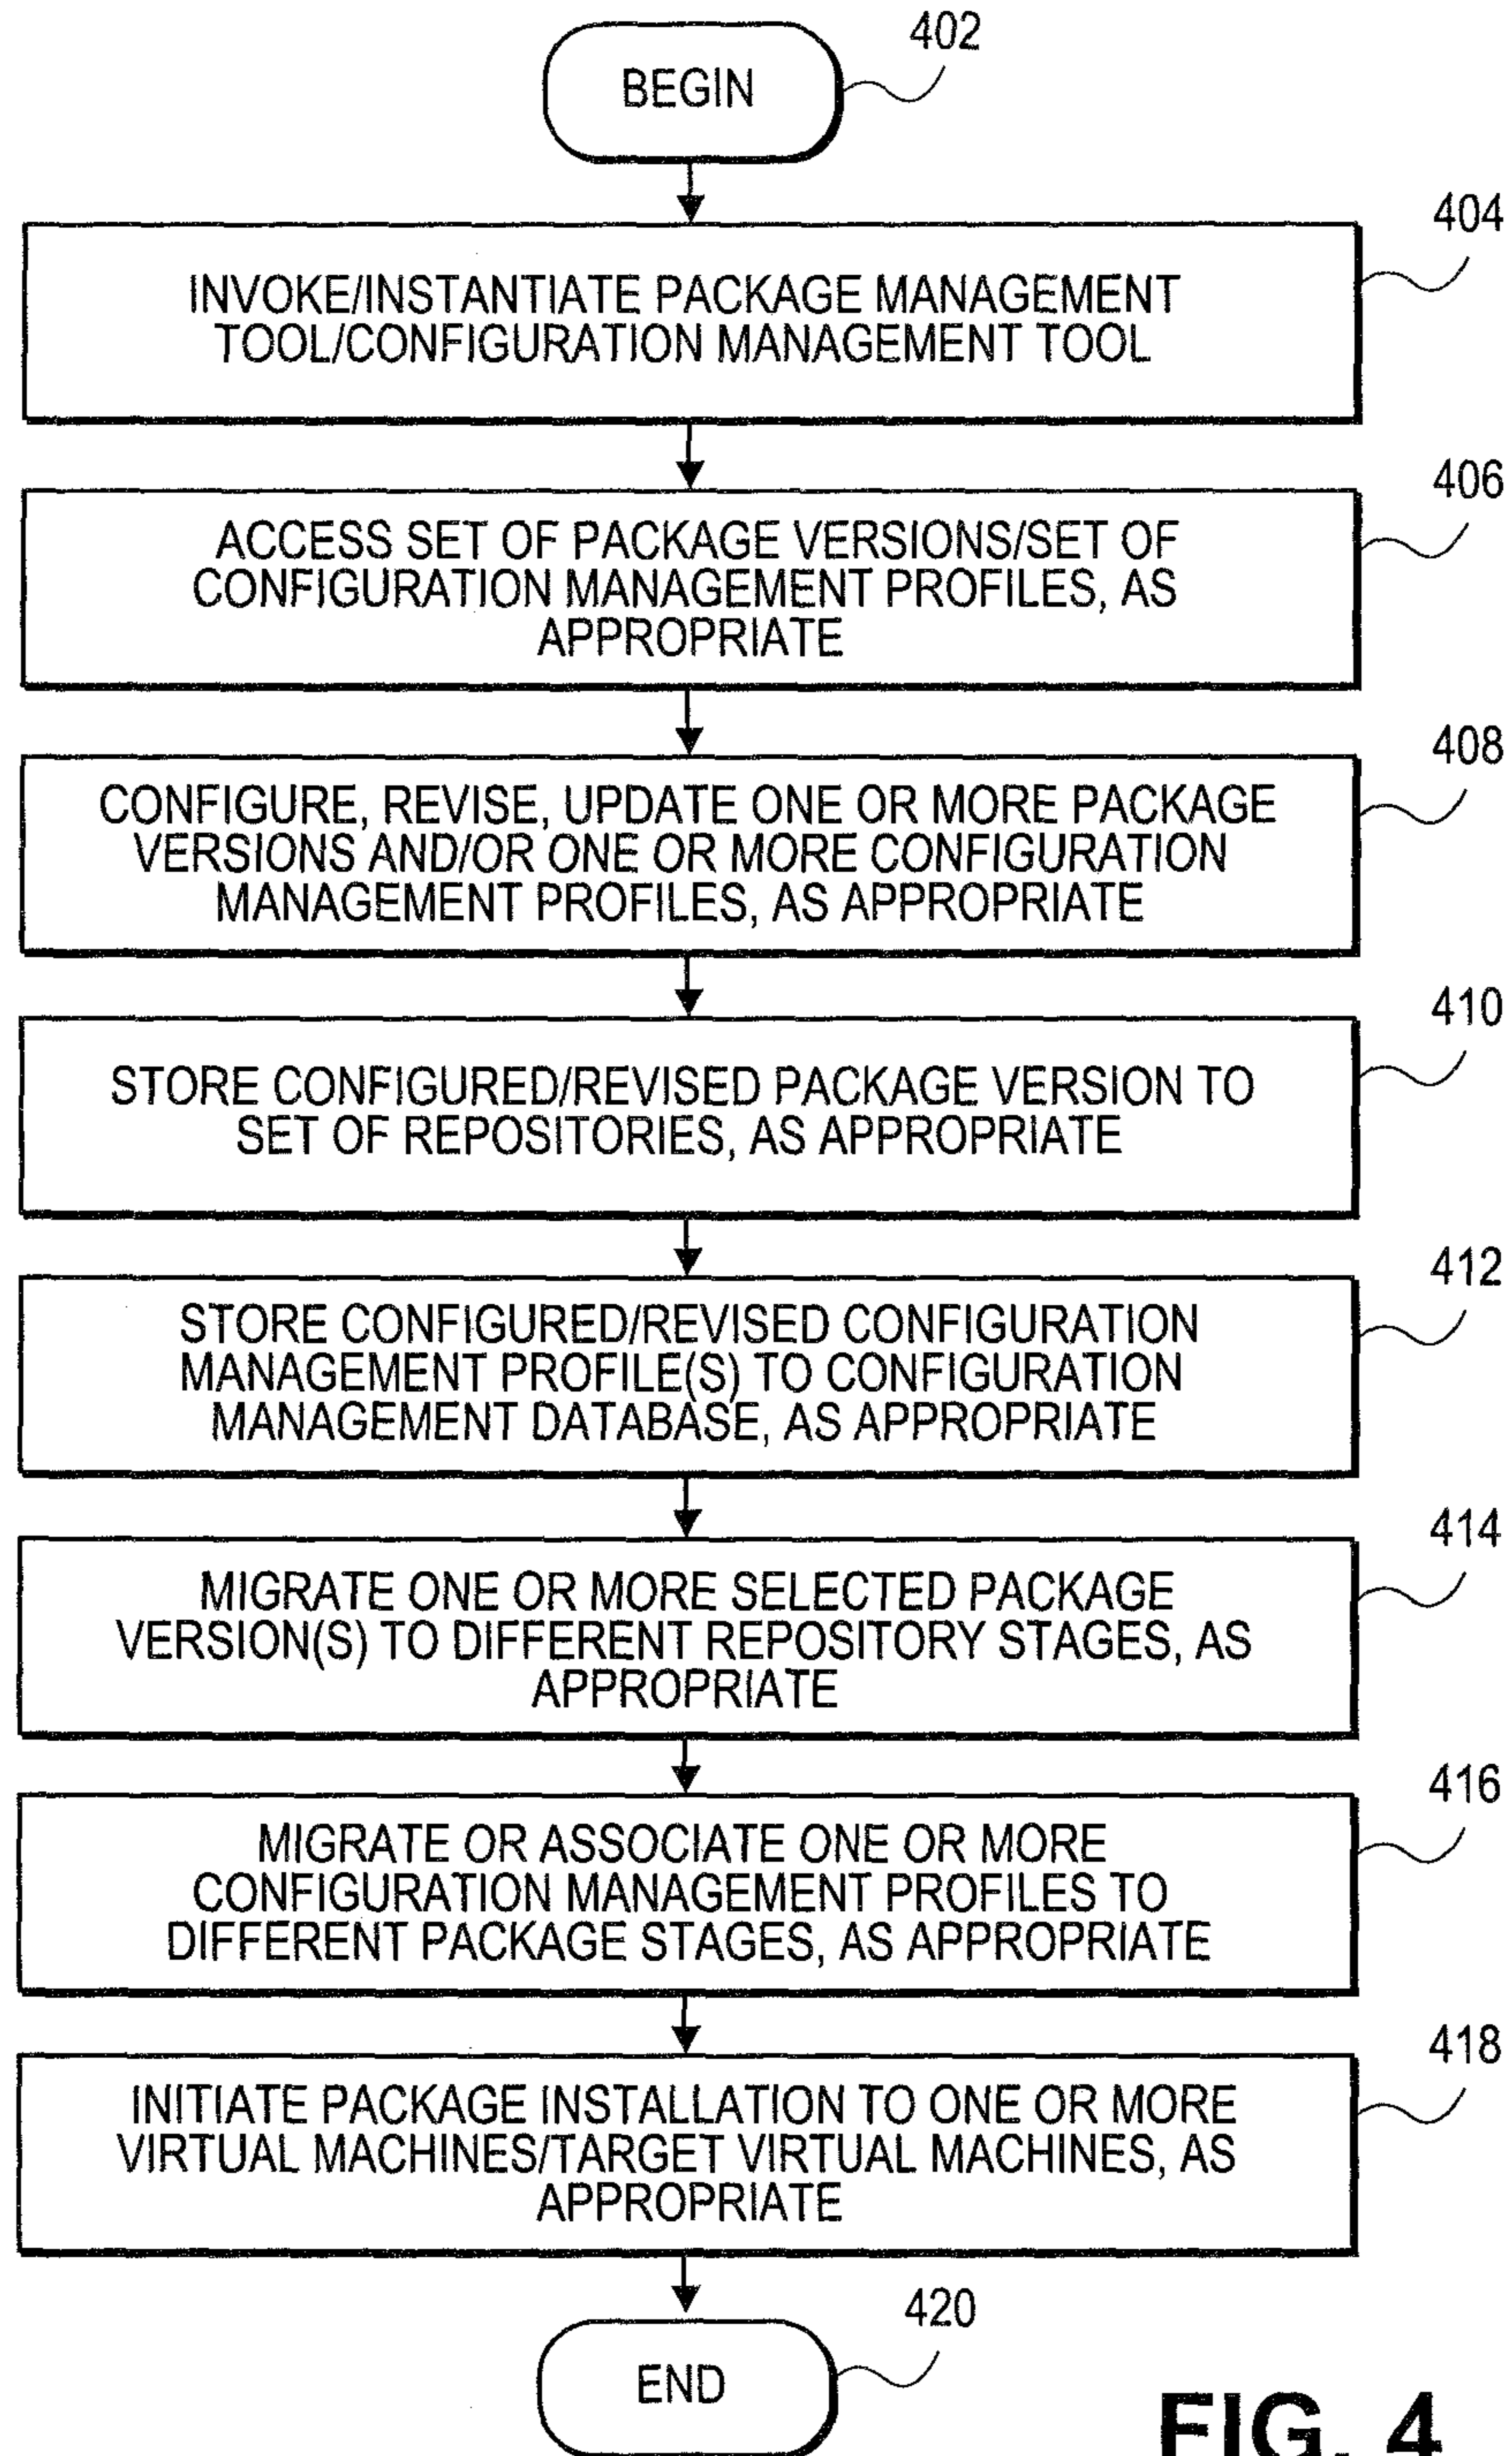 402
BEGIN
404
INVOKE/INSTANTIATE PACKAGE MANAGEMENT
TOOL/CONFIGURATION MANAGEMENT TOOL
406
ACCESS SET OF PACKAGE VERSIONS/SET OF
CONFIGURATION MANAGEMENT PROFILES, AS
APPROPRIATE
408
CONFIGURE, REVISE, UPDATE ONE OR MORE PACKAGE
VERSIONS AND/OR ONE OR MORE CONFIGURATION
MANAGEMENT PROFILES, AS APPROPRIATE
410
STORE CONFIGURED/REVISED PACKAGE VERSION TO
SET OF REPOSITORIES, AS APPROPRIATE
412
STORE CONFIGURED/REVISED CONFIGURATION
MANAGEMENT PROFILE(S) TO CONFIGURATION
MANAGEMENT DATABASE, AS APPROPRIATE
414
MIGRATE ONE OR MORE SELECTED PACKAGE
VERSION(S) TO DIFFERENT REPOSITORY STAGES, AS
APPROPRIATE
416
MIGRATE OR ASSOCIATE ONE OR MORE
CONFIGURATION MANAGEMENT PROFILES TO
DIFFERENT PACKAGE STAGES, AS APPROPRIATE
418
INITIATE PACKAGE INSTALLATION TO ONE OR MORE
VIRTUAL MACHINES/TARGET VIRTUAL MACHINES, AS
APPROPRIATE
420
END
FIG. 4